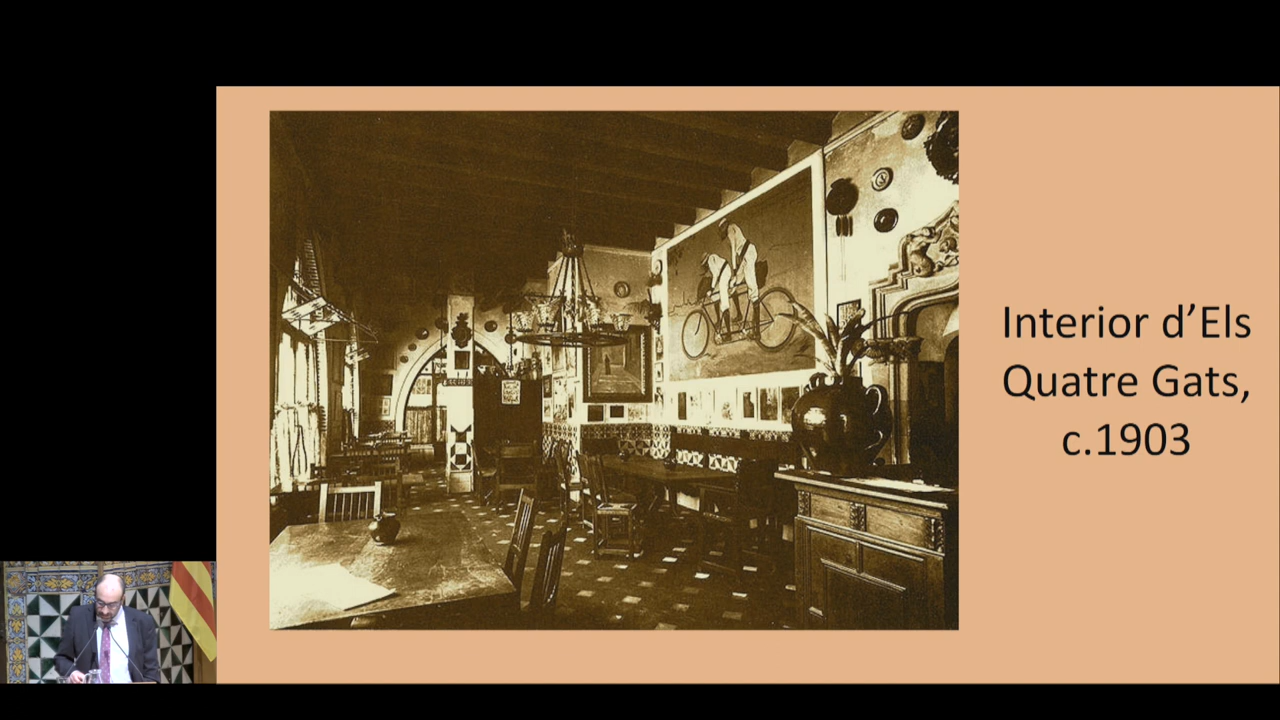 Interior d’Els
Quatre Gats,
c.1903